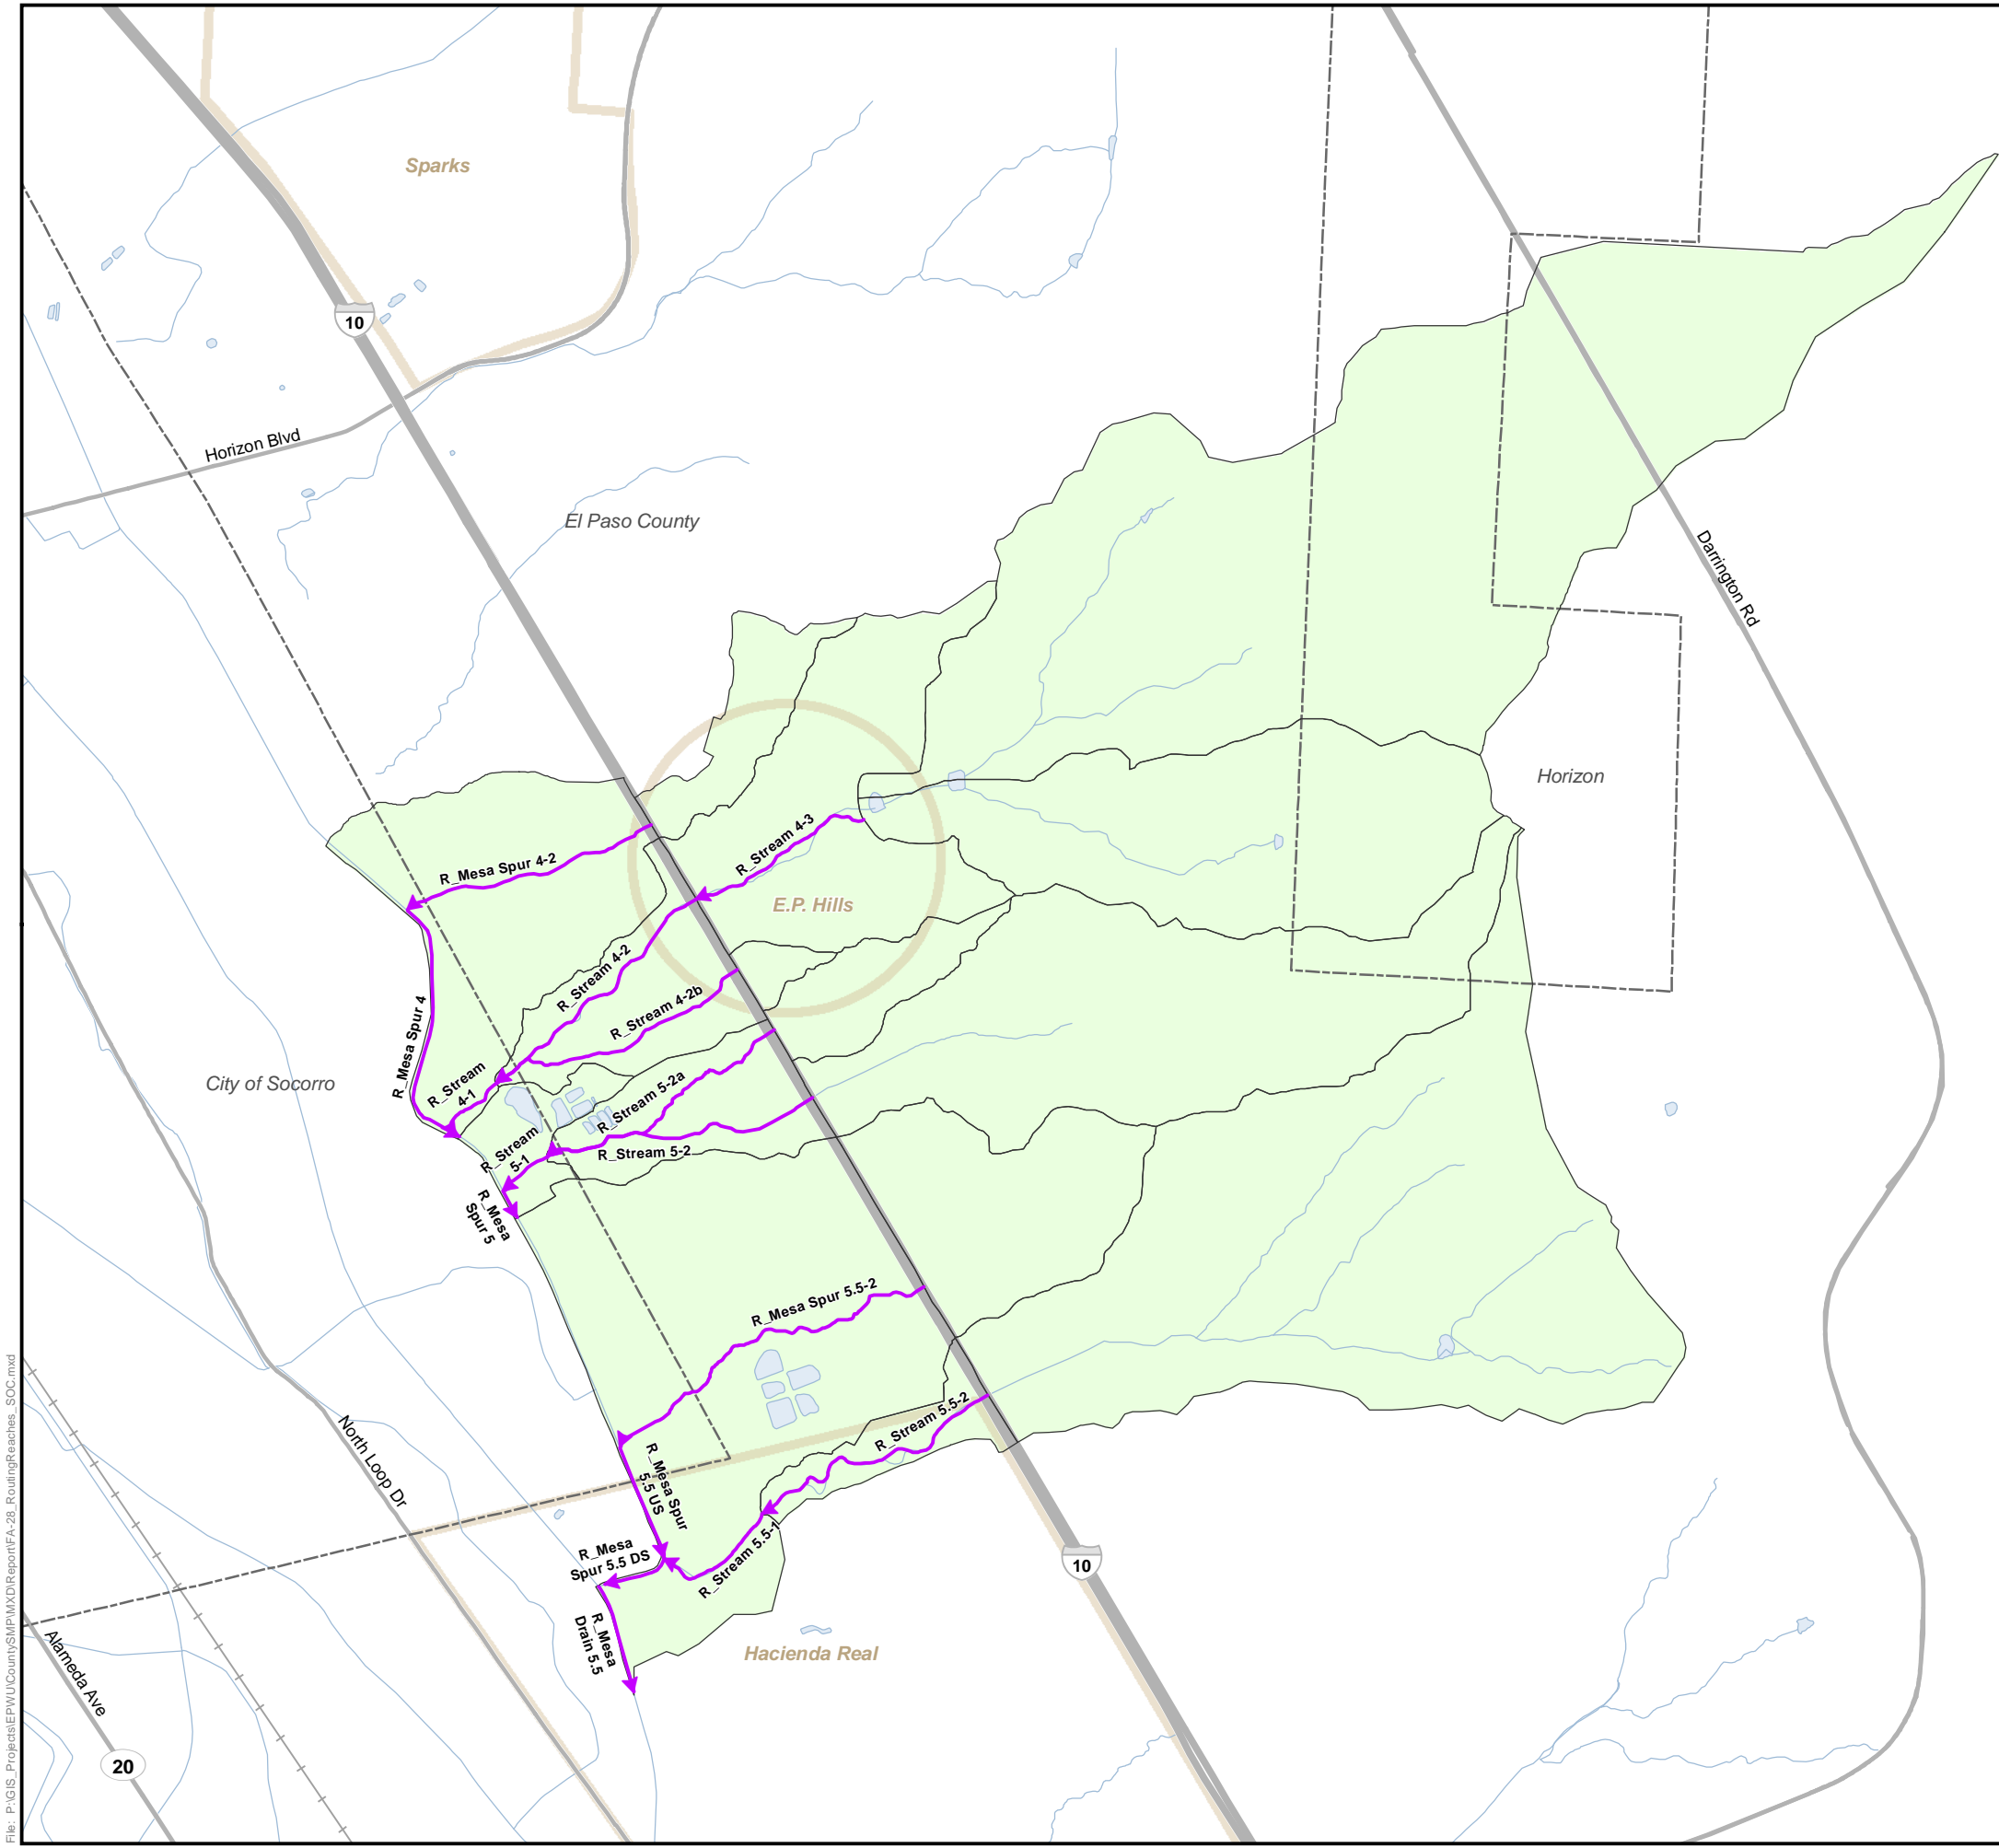 Sparks
10
Horizon Blvd
El Paso County
Darrington Rd
Horizon
R_Stream 4-3
R_Mesa Spur 4-2
E.P. Hills
R_Stream 4-2
R_Stream 4-2b
R_Mesa Spur 4
City of Socorro
R_Stream
4-1
R_Stream 5-2a
R_Stream
5-1
R_Stream 5-2
R_Mesa
Spur 5
R_Mesa Spur 5.5-2
R_Stream 5.5-2
North Loop Dr
R_Mesa Spur
5.5 US
R_Mesa
Spur 5.5 DS
R_Stream 5.5-1
10
R_Mesa
Drain 5.5
Hacienda Real
Alameda Ave
20
File: P:\GIS_Projects\EPWU\CountySMP\MXD\Report\FA-28_RoutingReaches_SOC.mxd